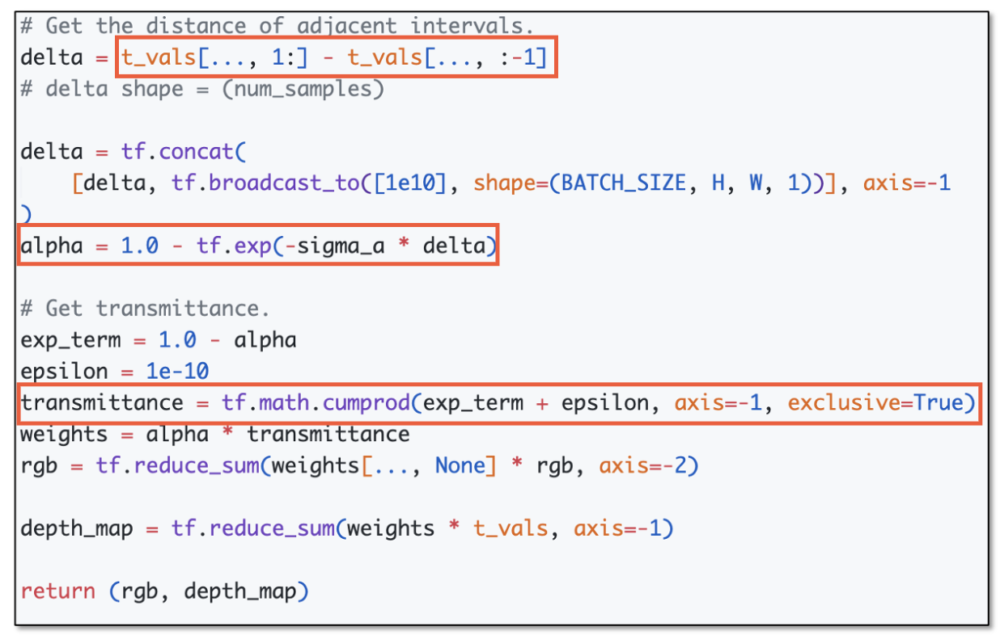 # Get the distance of adjacent intervals.
delta = t_vals[..., 1:] - t_vals[..., :-1]
# delta shape = (num_samples)
delta = tf.concat(
    [delta, tf.broadcast_to([1e10], shape=(BATCH_SIZE, H, W, 1))], axis=-1
)
alpha = 1.0 - tf.exp(-sigma_a * delta)
# Get transmittance.
exp_term = 1.0 - alpha
epsilon = 1e-10
transmittance = tf.math.cumprod(exp_term + epsilon, axis=-1, exclusive=True)
weights = alpha * transmittance
rgb = tf.reduce_sum(weights[..., None] * rgb, axis=-2)
depth_map = tf.reduce_sum(weights * t_vals, axis=-1)
return (rgb, depth_map)